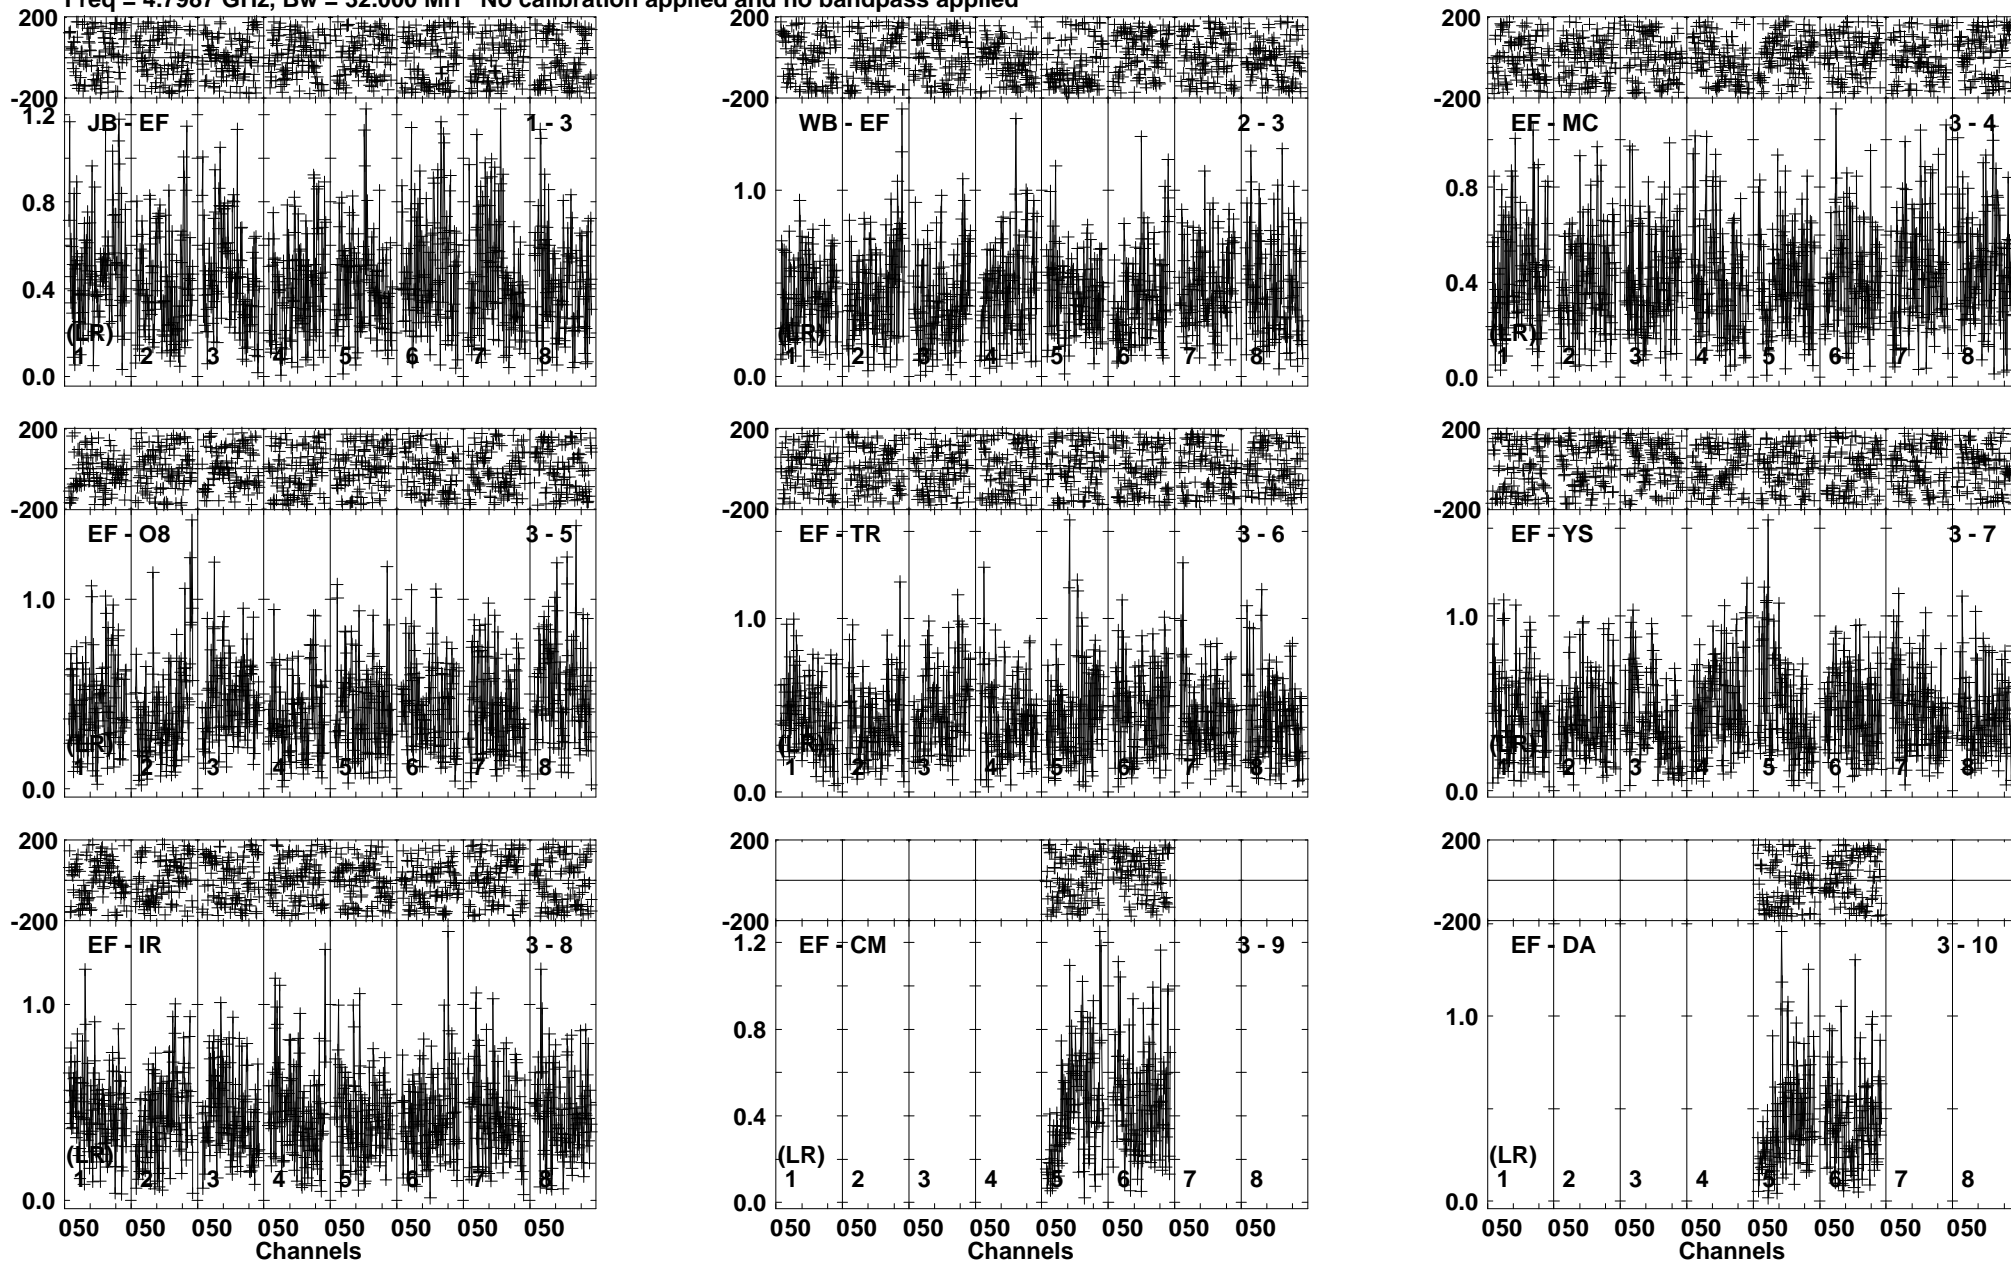 Freq = 4.7987 GHz, Bw = 32.000 MH No calibration applied and no bandpass applied
200 200 200
-200 -200 -200
1.2 JB - EF 1 - 3 WB - EF 2 - 3 EF - MC 3 - 4
0.8 1.0 0.8
0.4 0.4
(LR) (LR) (LR)
1 2 3 4 5 6 7 8 1 2 3 4 5 6 7 8 1 2 3 4 5 6 7 8
0.0 0.0 0.0
200 200 200
-200 -200 -200
EF - O8 3 - 5 EF - TR 3 - 6 EF - YS 3 - 7
1.0 1.0 1.0
(LR) (LR) (LR)
1 2 3 4 5 6 7 8 1 2 3 4 5 6 7 8 1 2 3 4 5 6 7 8
0.0 0.0 0.0
200 200 200
-200 -200 -200
EF - IR 3 - 8 1.2 EF - CM 3 - 9 EF - DA 3 - 10
1.0 0.8 1.0
0.4
(LR) (LR) (LR)
1 2 3 4 5 6 7 8 1 2 3 4 5 6 7 8 1 2 3 4 5 6 7 8
0.0 0.0 0.0
050 050 050 050 050 050 050 050 050 050 050 050 050 050 050 050 050 050 050 050 050 050 050 050
Channels Channels Channels